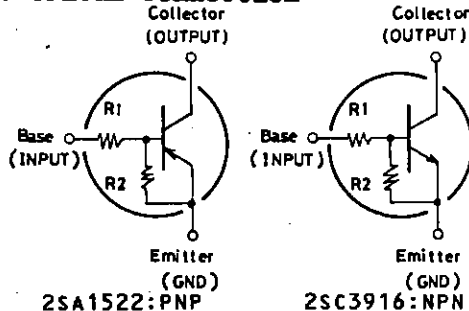 Collector
(OUTPUT)
R1
Base
(INPUT)
R2
Emitter
(GND)
2SA1522:PNP
Collector
(OUTPUT)
R1
Base
(INPUT)
R2
Emitter
(GND)
2SC3916:NPN